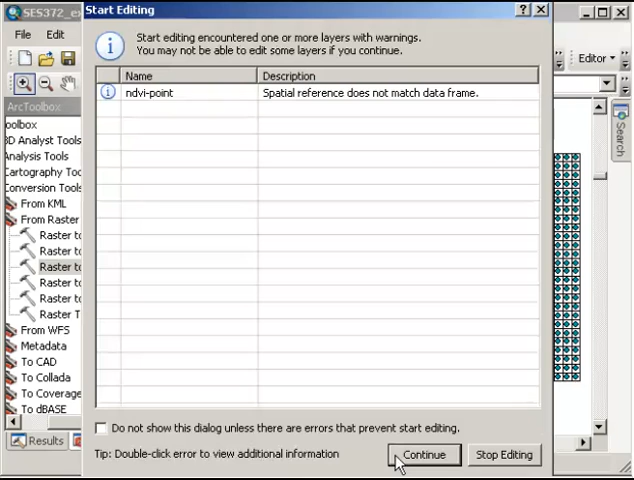 SES372_e
Start Editing
File Edit
Start editing encountered one or more layers with warnings.
You may not be able to edit some layers if you continue.
Editor
Name Description
ndvi-point Spatial reference does not match data frame.
ArcToolbox
oolbox
3D Analyst Tools
Analysis Tools
Cartography Too
Conversion Tools
From KML
From Raster
Raster to
Raster to
Raster to
Raster to
Raster to
Raster T
From WFS
Metadata
To CAD
To Collada
To Coverage
To dBASE
Search
Do not show this dialog unless there are errors that prevent start editing.
Results
Tip: Double-click error to view additional information
Continue
Stop Editing